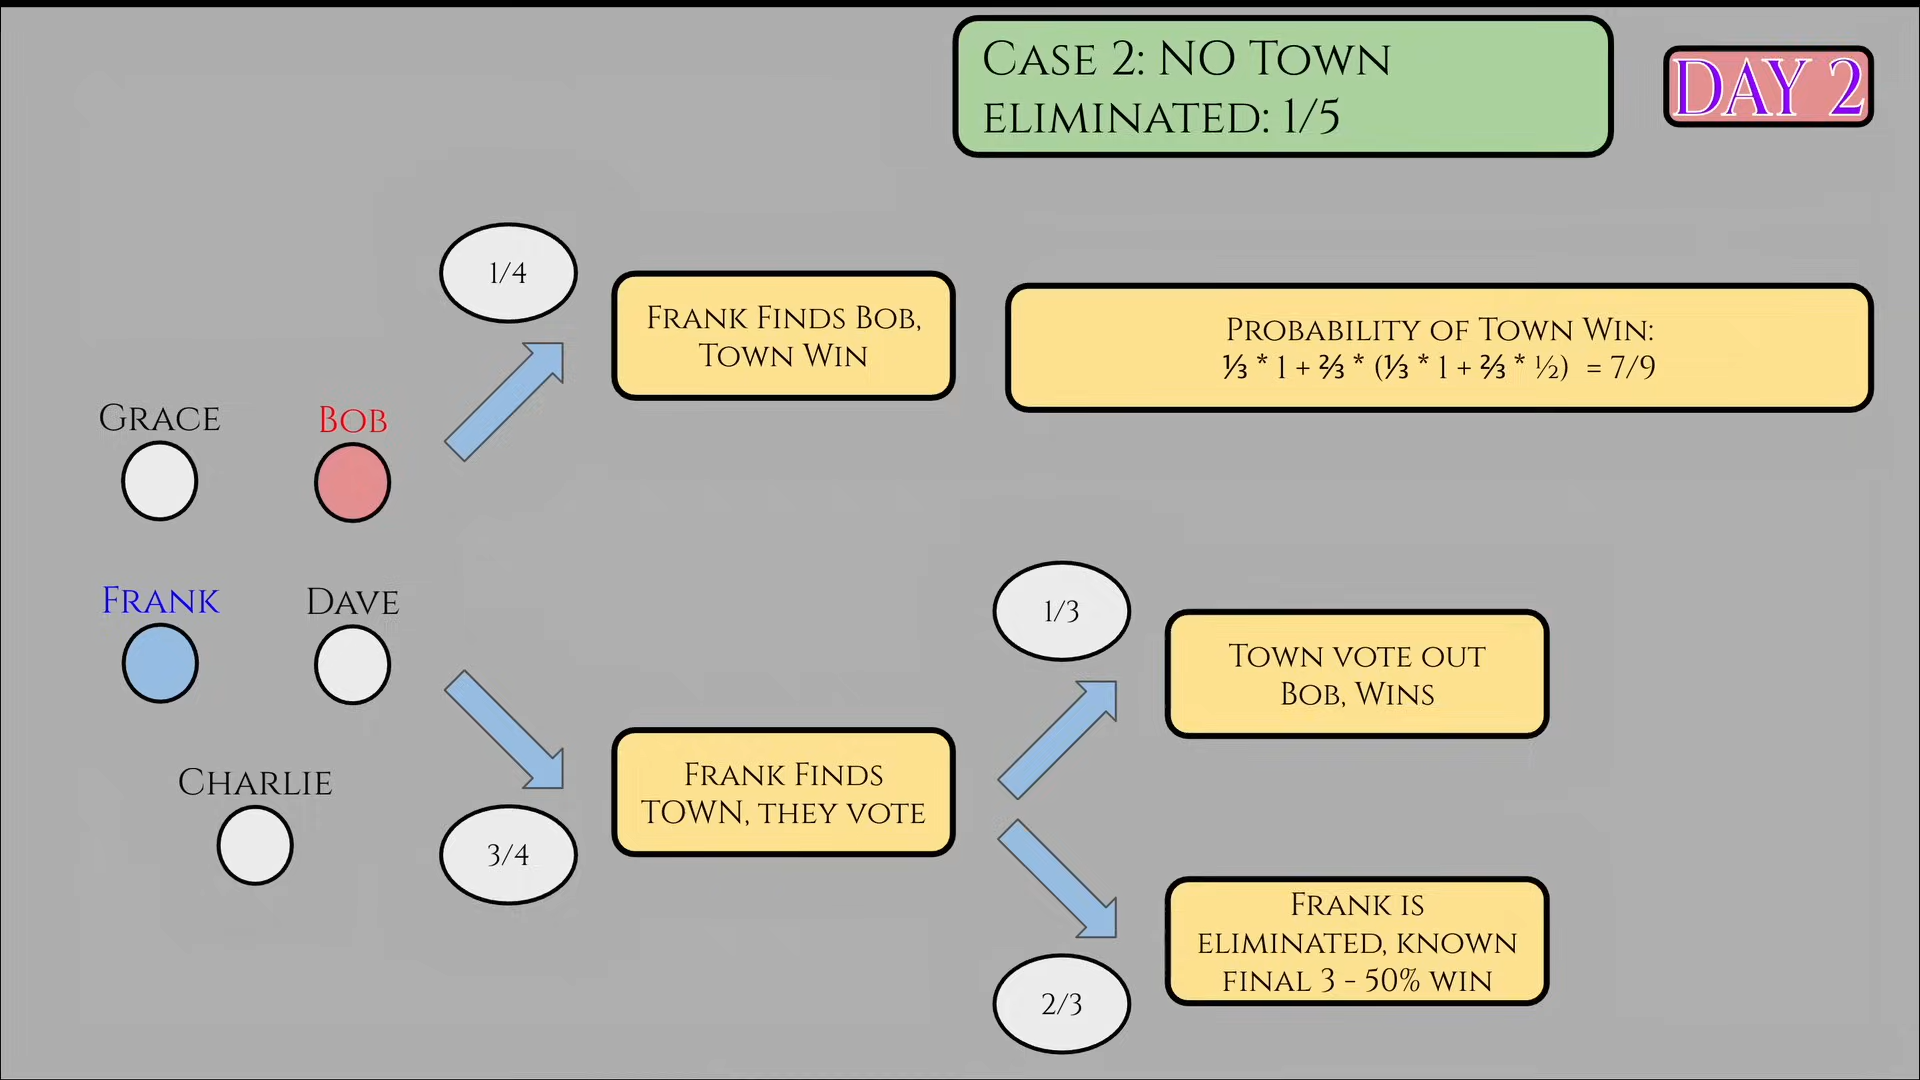 Case 2: NO Town
eliminated: 1/5
DAY 2
1/4
Frank Finds Bob,
Town Win
Probability of Town Win:
⅓ * 1 + ⅔ * (⅓ * 1 + ⅔ * ½) = 7/9
Grace
Bob
Frank
Dave
Charlie
3/4
Frank Finds
TOWN, they vote
1/3
Town vote out
Bob, Wins
Frank is
eliminated, known
final 3 - 50% win
2/3